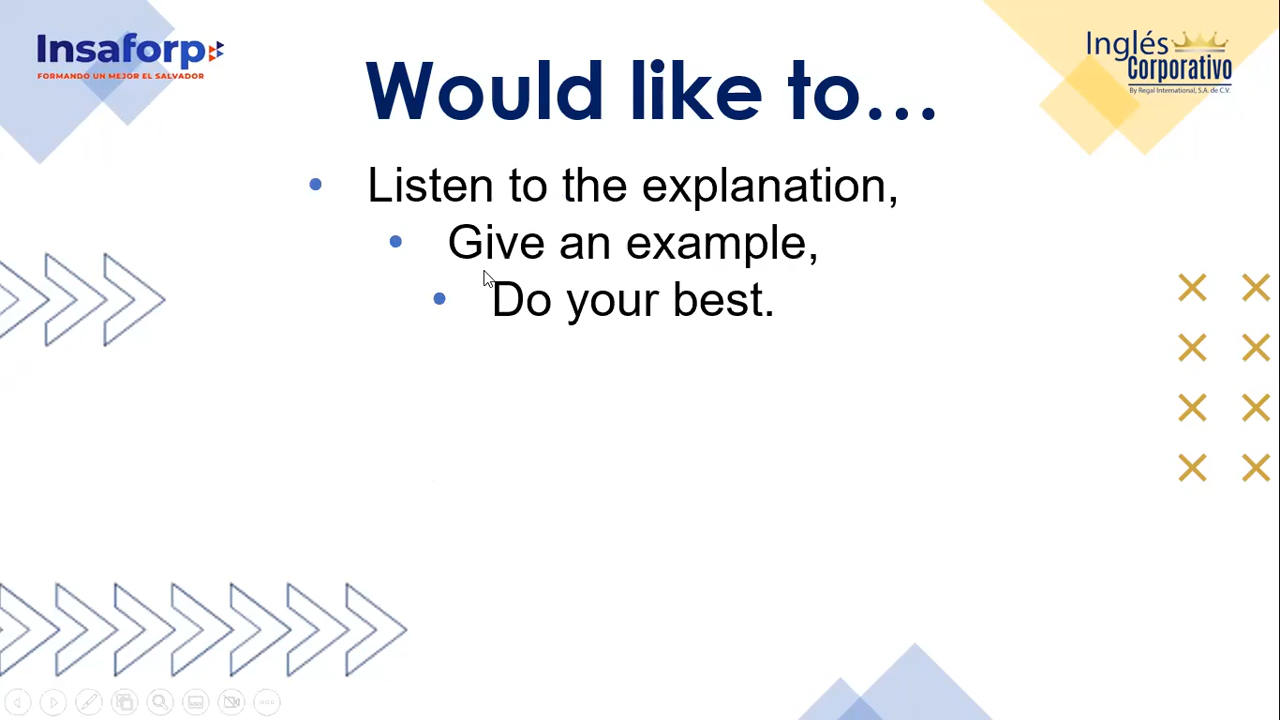 Insaforp
FORMANDO UN MEJOR EL SALVADOR
Inglés
Corporativo
By Regal International, S.A. de C.V.
Would like to…
• Listen to the explanation,
• Give an example,
• Do your best.